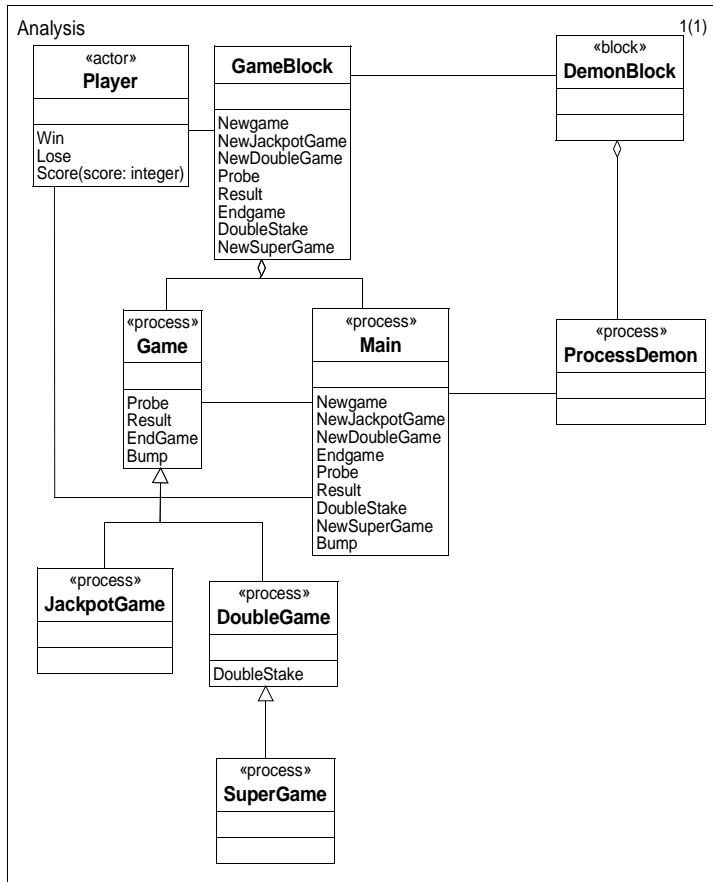 Analysis
1(1)
«actor»
Player
Win
Lose
Score(score: integer)
GameBlock
Newgame
NewJackpotGame
NewDoubleGame
Probe
Result
Endgame
DoubleStake
NewSuperGame
«block»
DemonBlock
«process»
Game
Probe
Result
EndGame
Bump
«process»
Main
Newgame
NewJackpotGame
NewDoubleGame
Endgame
Probe
Result
DoubleStake
NewSuperGame
Bump
«process»
ProcessDemon
«process»
JackpotGame
«process»
DoubleGame
DoubleStake
«process»
SuperGame